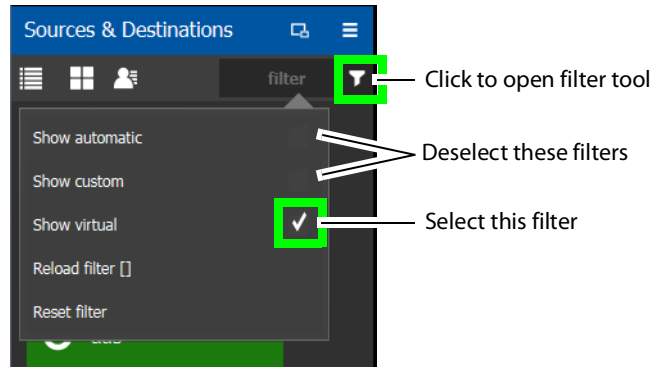 Sources & Destinations
filter
Click to open filter tool
Show automatic
Deselect these filters
Show custom
Show virtual
Select this filter
Reload filter []
Reset filter